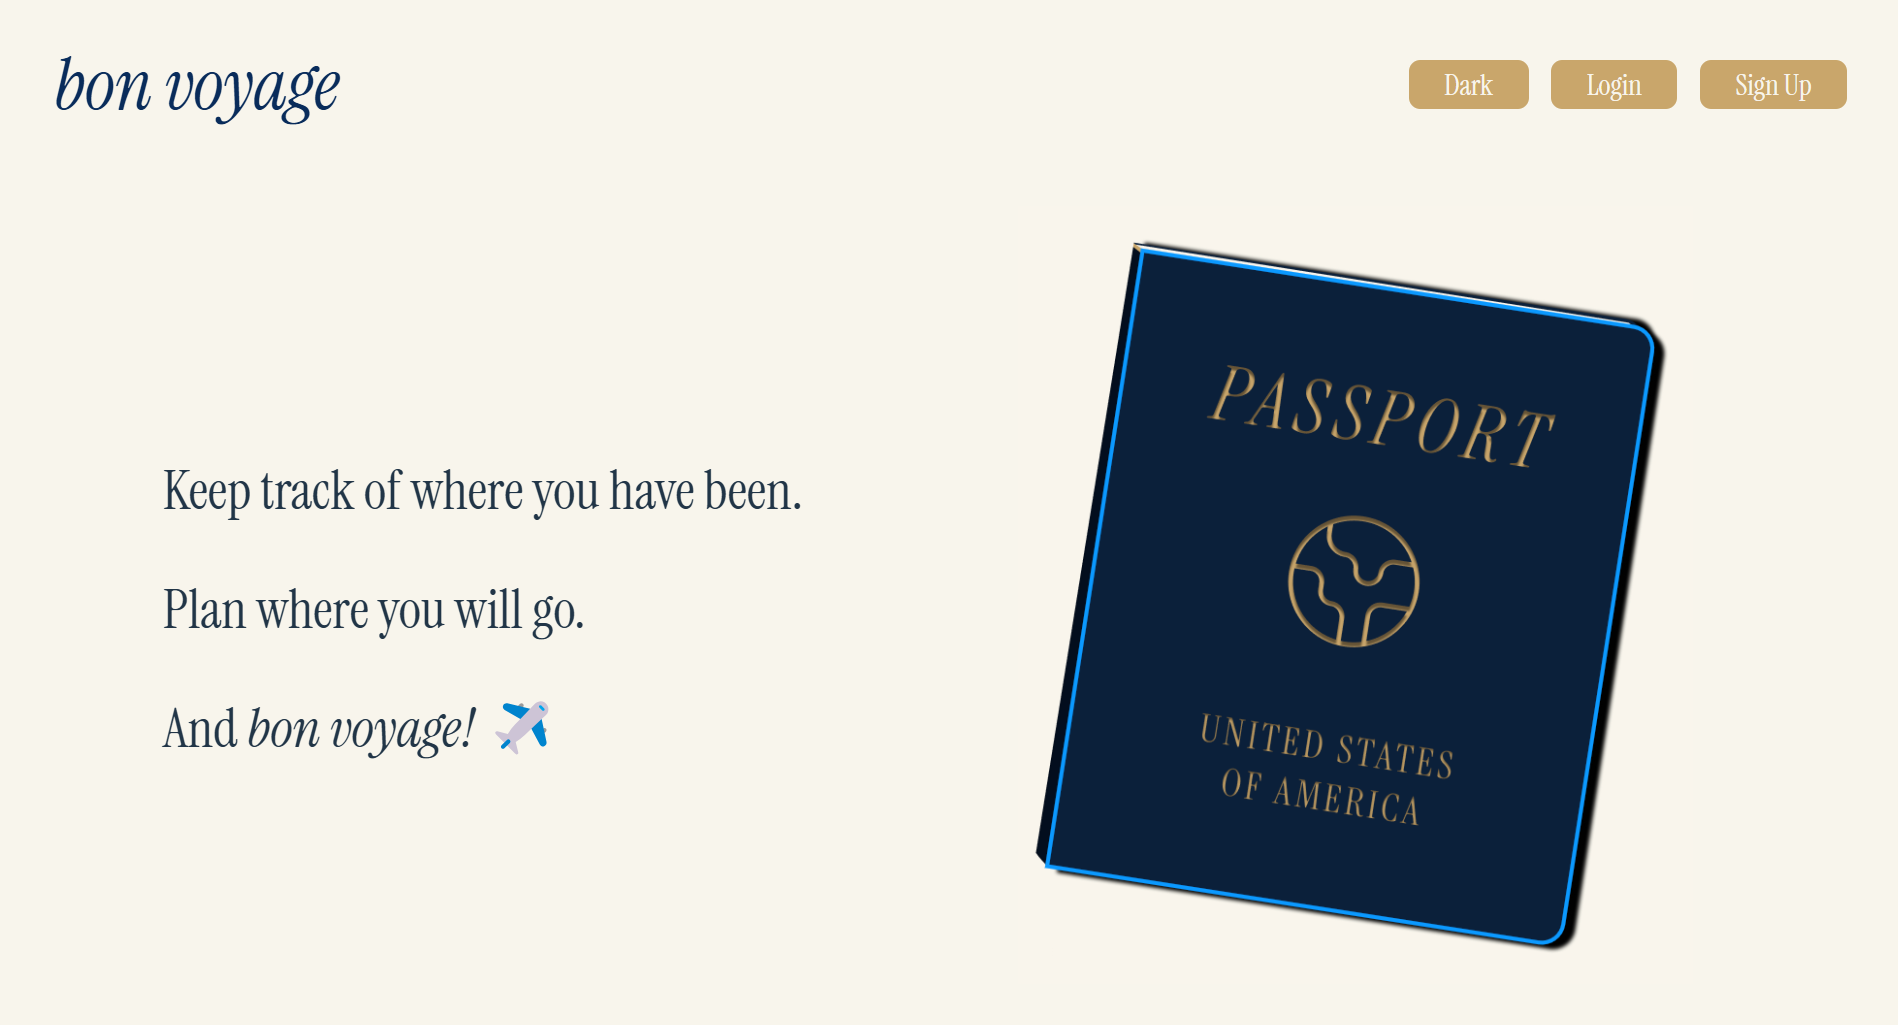 bon voyage
Dark
Login
Sign Up
Keep track of where you have been.
Plan where you will go.
And bon voyage!
PASSPORT
UNITED STATES
OF AMERICA